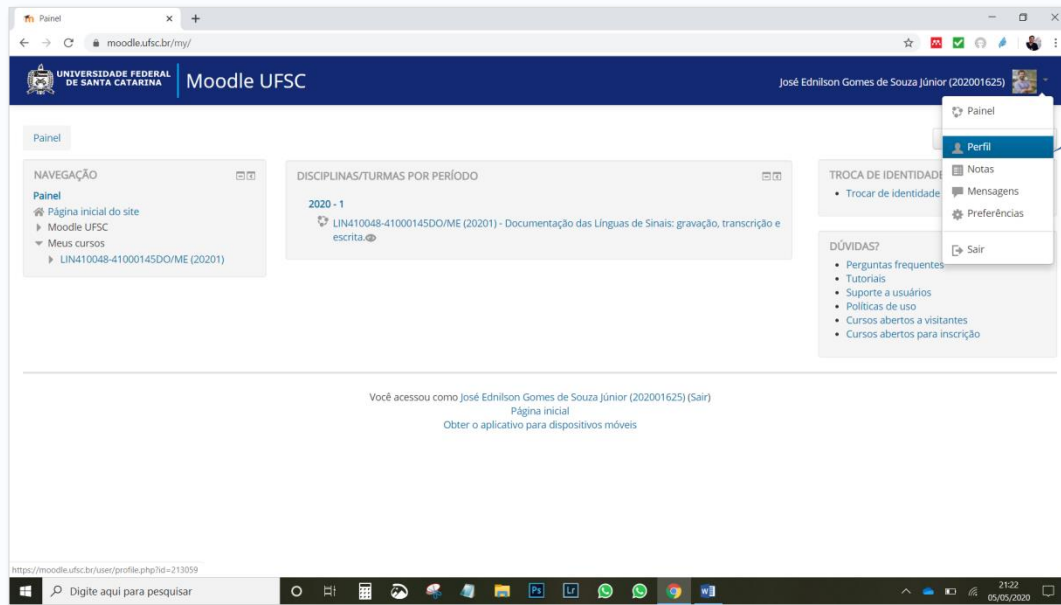 Painel
moodle.ufsc.br/my/
UNIVERSIDADE FEDERAL
DE SANTA CATARINA
Moodle UFSC
José Ednilson Gomes de Souza Júnior (202001625)
Painel
Perfil
Notas
Mensagens
Preferências
Sair
Painel
NAVEGAÇÃO
Painel
Página inicial do site
Moodle UFSC
Meus cursos
LIN410048-41000145DO/ME (20201)
DISCIPLINAS/TURMAS POR PERÍODO
2020 - 1
LIN410048-41000145DO/ME (20201) - Documentação das Línguas de Sinais: gravação, transcrição e
escrita.
TROCA DE IDENTIDADE
Trocar de identidade
DÚVIDAS?
Perguntas frequentes
Tutoriais
Suporte a usuários
Políticas de uso
Cursos abertos a visitantes
Cursos abertos para inscrição
Você acessou como José Ednilson Gomes de Souza Júnior (202001625) (Sair)
Página inicial
Obter o aplicativo para dispositivos móveis
https://moodle.ufsc.br/user/profile.php?id=213059
Digite aqui para pesquisar
Ps
Lr
21:22
05/05/2020